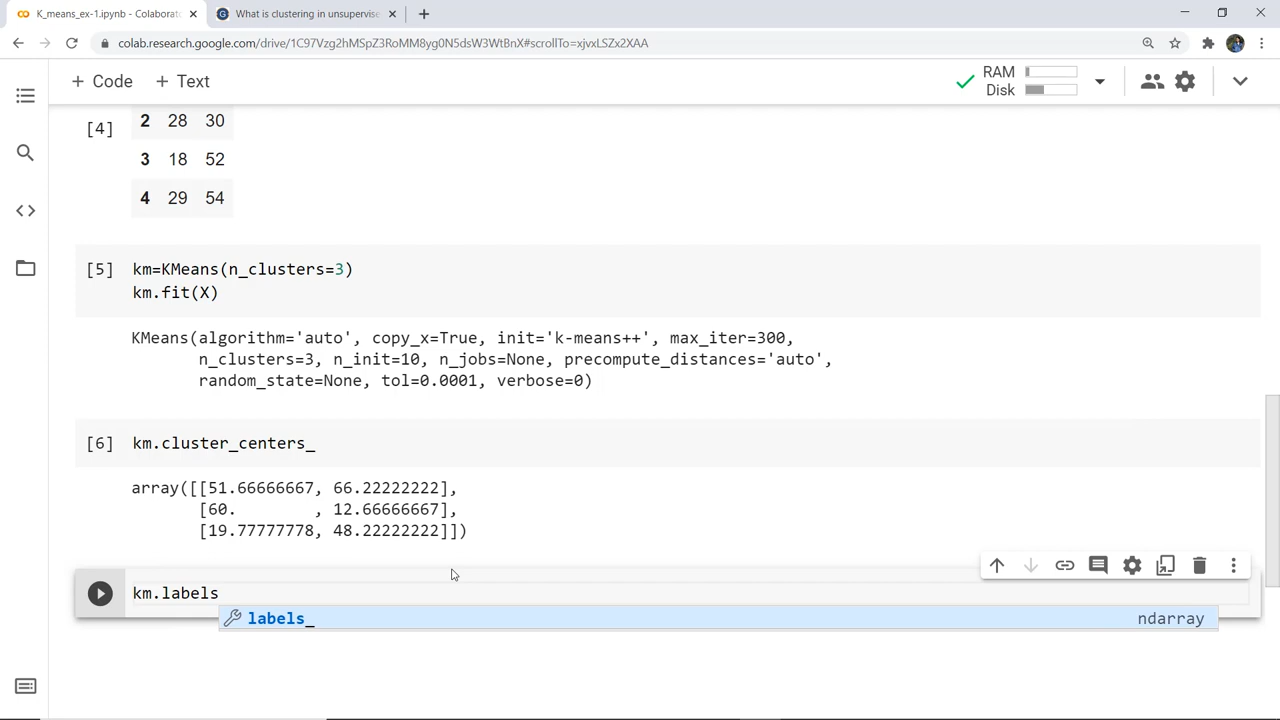 K_means_ex-1.ipynb - Colaborato
What is clustering in unsupervise
colab.research.google.com/drive/1C97Vzg2hMSpZ3RoMM8yg0N5dsW3WtBnX#scrollTo=xjvxLSZx2XAA
+ Code + Text
RAM
Disk
[4]
2 28 30
3 18 52
4 29 54
[5] km=KMeans(n_clusters=3)
km.fit(X)
KMeans(algorithm='auto', copy_x=True, init='k-means++', max_iter=300,
n_clusters=3, n_init=10, n_jobs=None, precompute_distances='auto',
random_state=None, tol=0.0001, verbose=0)
[6] km.cluster_centers_
array([[51.66666667, 66.22222222],
[60. , 12.66666667],
[19.77777778, 48.22222222]])
km.labels
labels_ ndarray